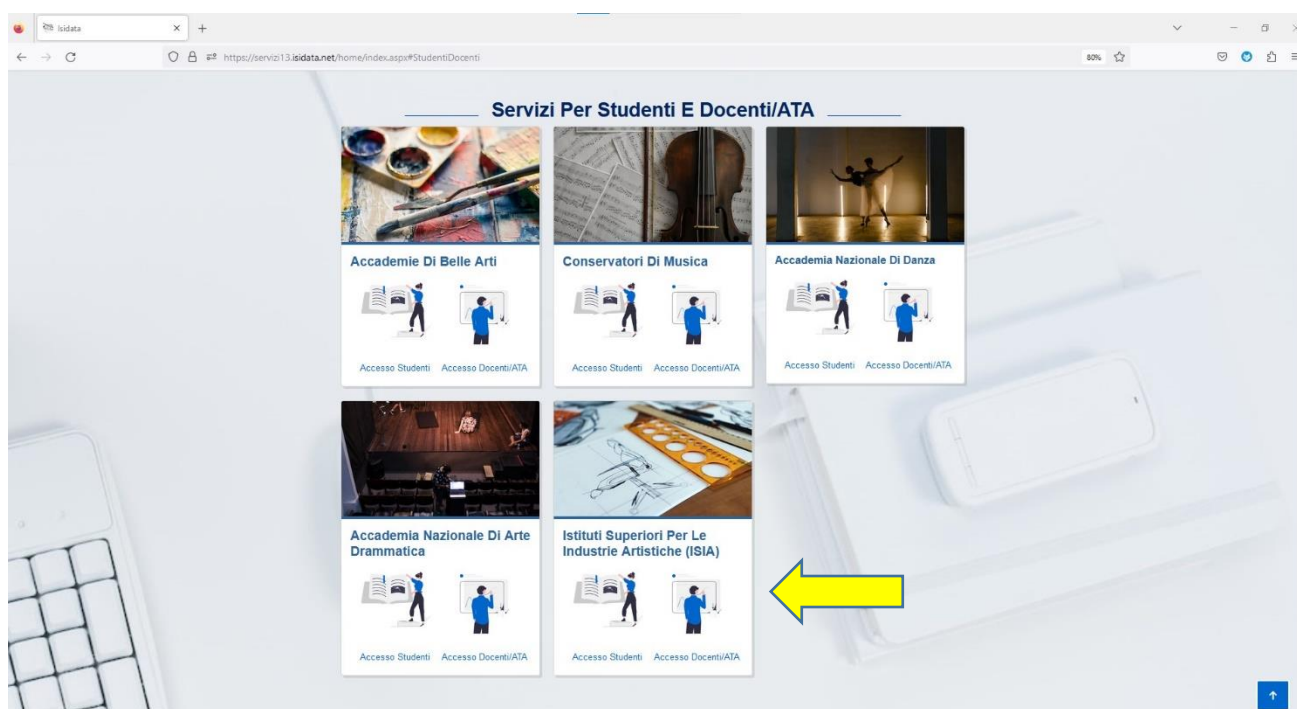 Isidata
https://servizi13.isidata.net/home/index.aspx#StudentiDocenti
80%
Servizi Per Studenti E Docenti/ATA
Accademie Di Belle Arti
Accesso Studenti Accesso Docenti/ATA
Conservatori Di Musica
Accesso Studenti Accesso Docenti/ATA
Accademia Nazionale Di Danza
Accesso Studenti Accesso Docenti/ATA
Accademia Nazionale Di Arte
Drammatica
Accesso Studenti Accesso Docenti/ATA
Istituti Superiori Per Le
Industrie Artistiche (ISIA)
Accesso Studenti Accesso Docenti/ATA